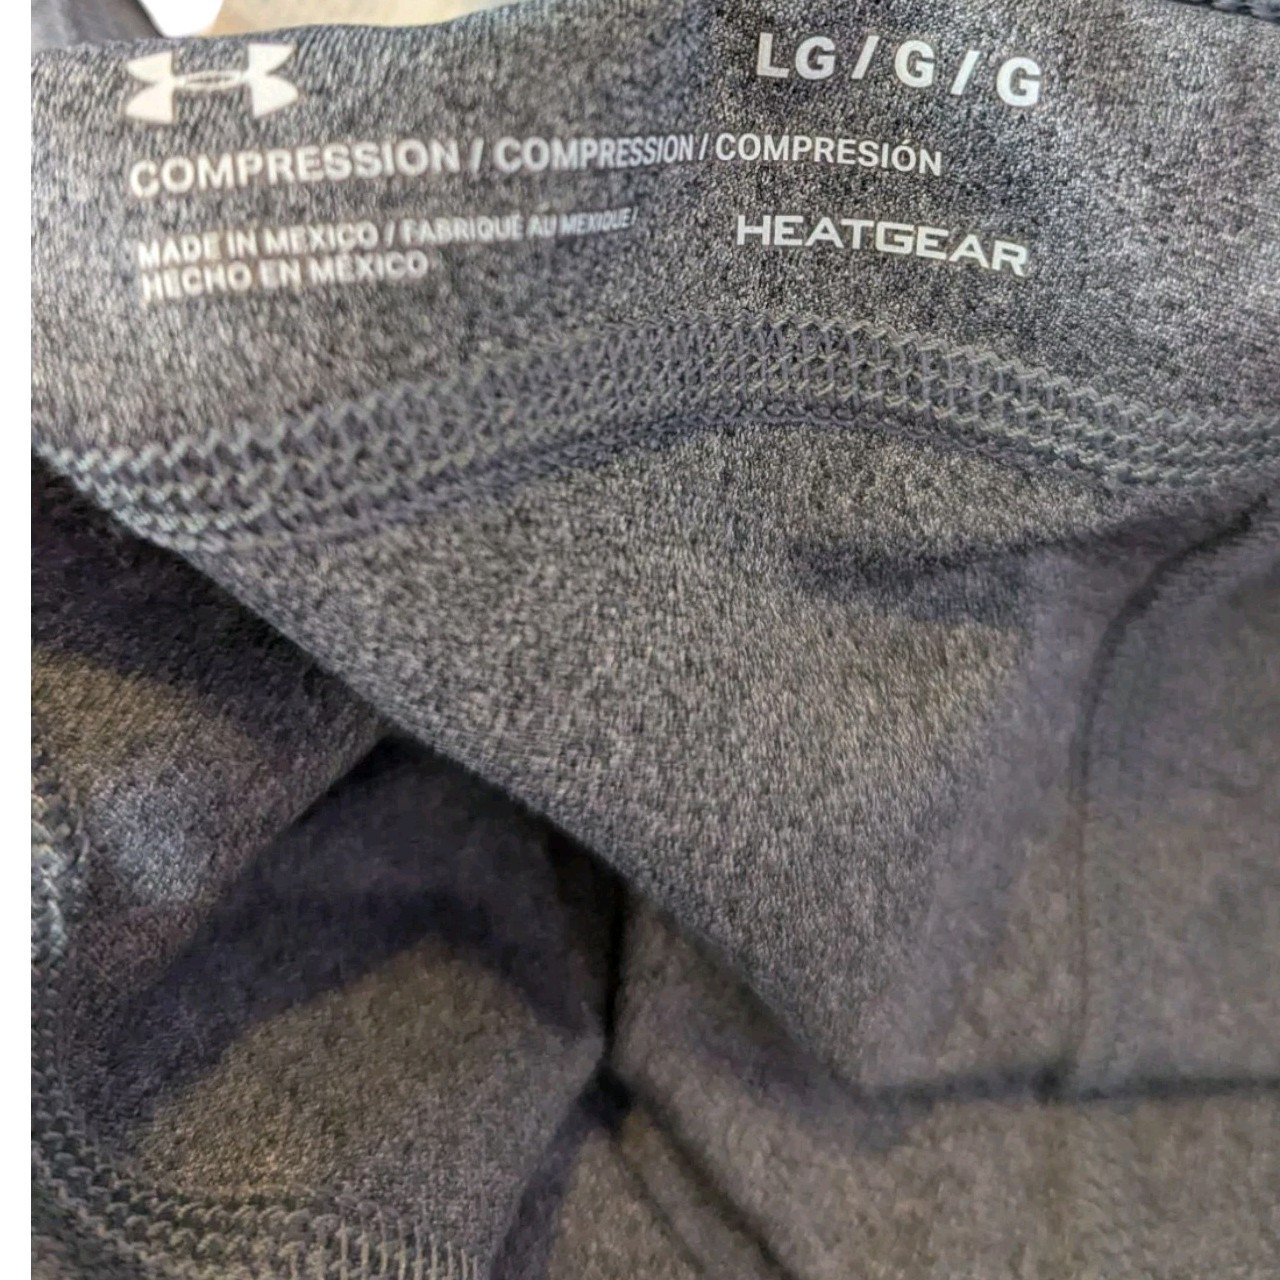 LG / G / G
COMPRESSION / COMPRESSION / COMPRESIÓN
MADE IN MEXICO / FABRIQUÉ AU MEXIQUE /
HECHO EN MÉXICO
HEATGEAR